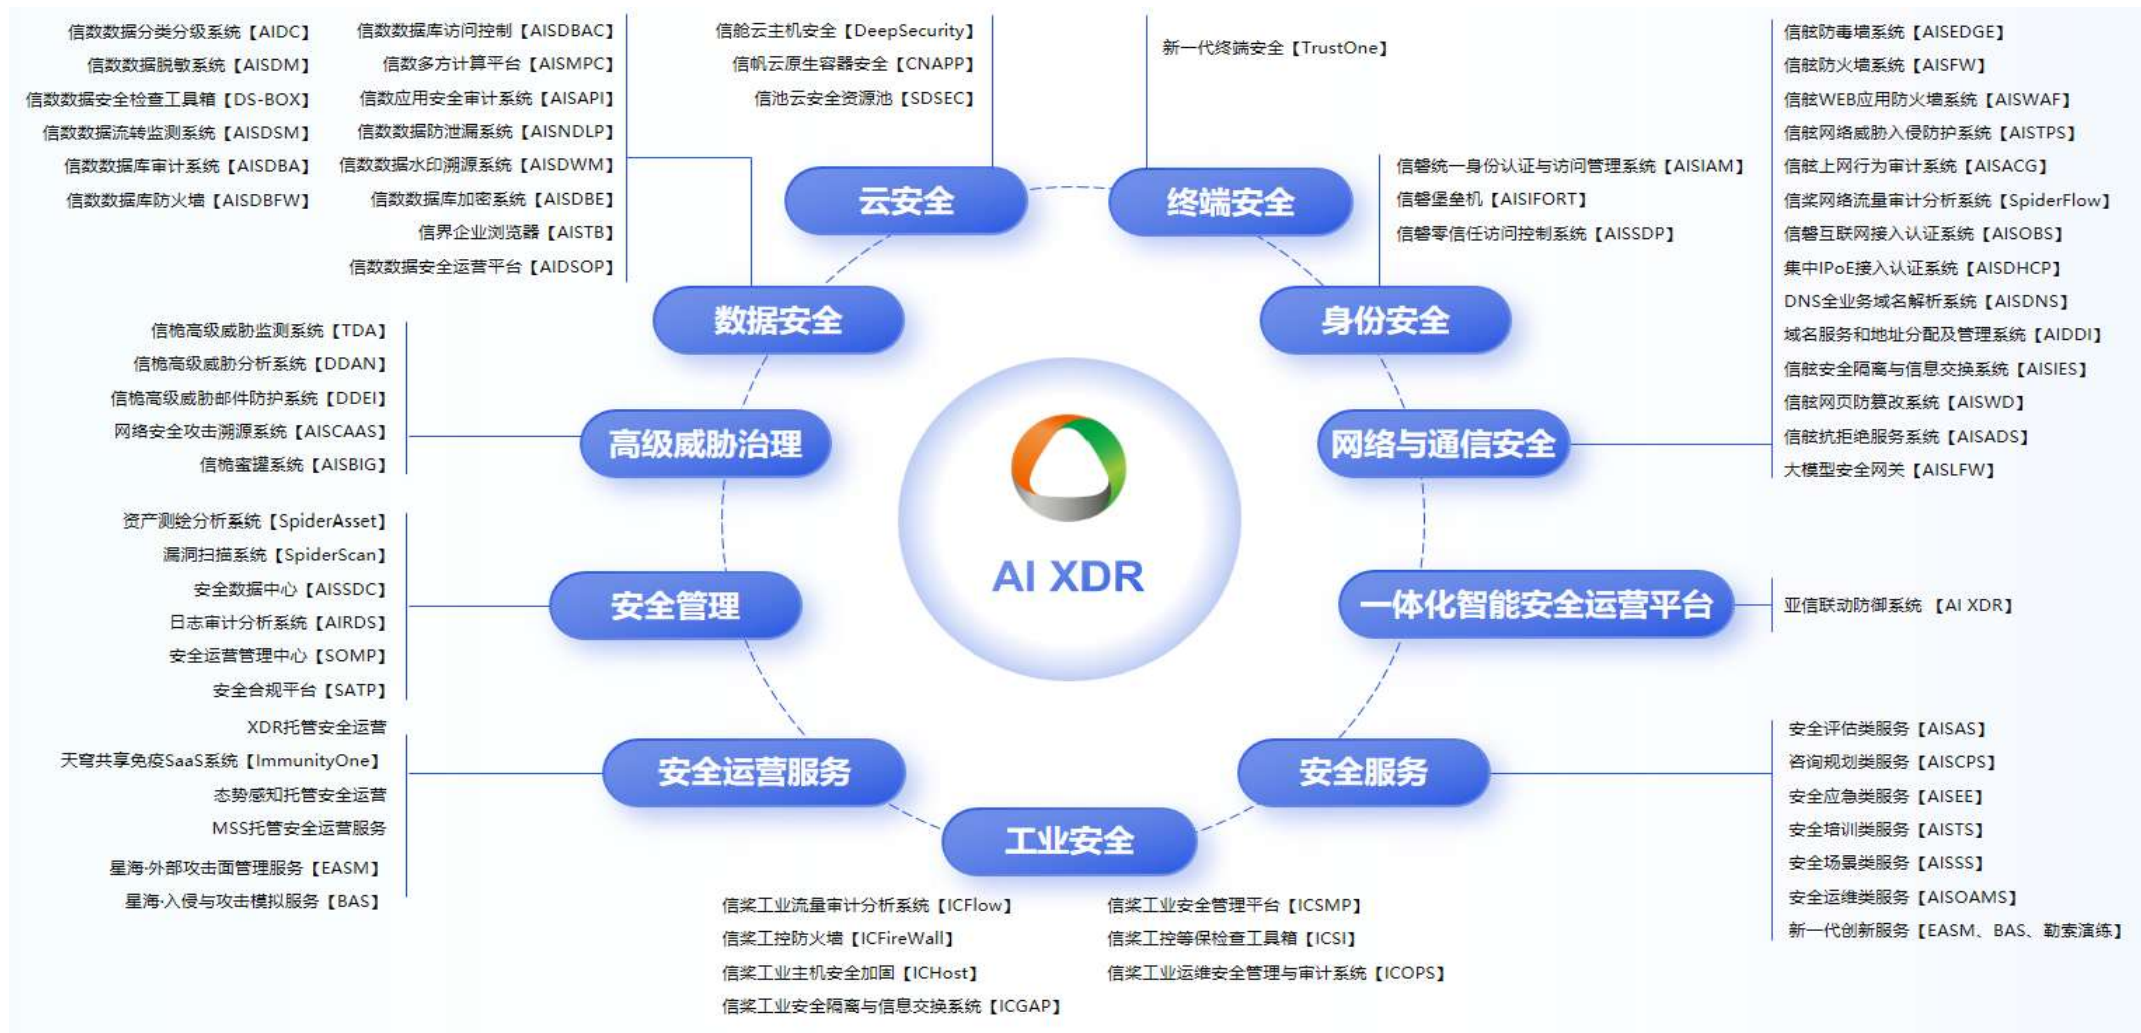 信数数据分类分级系统【AIDC】
信数数据脱敏系统【AISDM】
信数数据安全检查工具箱【DS-BOX】
信数数据流转监测系统【AISDSM】
信数数据库审计系统【AISDBA】
信数数据库防火墙【AISDBFW】
信数数据库访问控制【AISDBAC】
信数多方计算平台【AISMPC】
信数应用安全审计系统【AISAPI】
信数数据防泄漏系统【AISNDLP】
信数数据水印溯源系统【AISDWM】
信数数据库加密系统【AISDBE】
信界企业浏览器【AISTB】
信数数据安全运营平台【AIDSOP】
数据安全
信舱云主机安全【DeepSecurity】
信帆云原生容器安全【CNAPP】
信池云安全资源池【SDSEC】
云安全
新一代终端安全【TrustOne】
终端安全
信磐统一身份认证与访问管理系统【AISIAM】
信磐堡垒机【AISIFORT】
信磐零信任访问控制系统【AISSDP】
身份安全
信舷防毒墙系统【AISEDGE】
信舷防火墙系统【AISFW】
信舷WEB应用防火墙系统【AISWAF】
信舷网络威胁入侵防护系统【AISTPS】
信舷上网行为审计系统【AISACG】
信桨网络流量审计分析系统【SpiderFlow】
信磐互联网接入认证系统【AISOBS】
集中IPoE接入认证系统【AISDHCP】
DNS全业务域名解析系统【AISDNS】
域名服务和地址分配及管理系统【AIDDI】
信舷安全隔离与信息交换系统【AISIES】
信舷网页防篡改系统【AISWD】
信舷抗拒绝服务系统【AISADS】
大模型安全网关【AISLFW】
网络与通信安全
信桅高级威胁监测系统【TDA】
信桅高级威胁分析系统【DDAN】
信桅高级威胁邮件防护系统【DDEI】
网络安全攻击溯源系统【AISCAAS】
信桅蜜罐系统【AISBIG】
高级威胁治理
AI XDR
资产测绘分析系统【SpiderAsset】
漏洞扫描系统【SpiderScan】
安全数据中心【AISSDC】
日志审计分析系统【AIRDS】
安全运营管理中心【SOMP】
安全合规平台【SATP】
安全管理
一体化智能安全运营平台
亚信联动防御系统 【AI XDR】
XDR托管安全运营
天穹共享免疫SaaS系统【ImmunityOne】
态势感知托管安全运营
MSS托管安全运营服务
星海·外部攻击面管理服务【EASM】
星海·入侵与攻击模拟服务【BAS】
安全运营服务
安全服务
安全评估类服务【AISAS】
咨询规划类服务【AISCPS】
安全应急类服务【AISEE】
安全培训类服务【AISTS】
安全场景类服务【AISSS】
安全运维类服务【AISOAMS】
新一代创新服务【EASM、BAS、勒索演练】
工业安全
信桨工业流量审计分析系统【ICFlow】
信桨工控防火墙【ICFireWall】
信桨工业主机安全加固【ICHost】
信桨工业安全隔离与信息交换系统【ICGAP】
信桨工业安全管理平台【ICSMP】
信桨工控等保检查工具箱【ICSI】
信桨工业运维安全管理与审计系统【ICOPS】